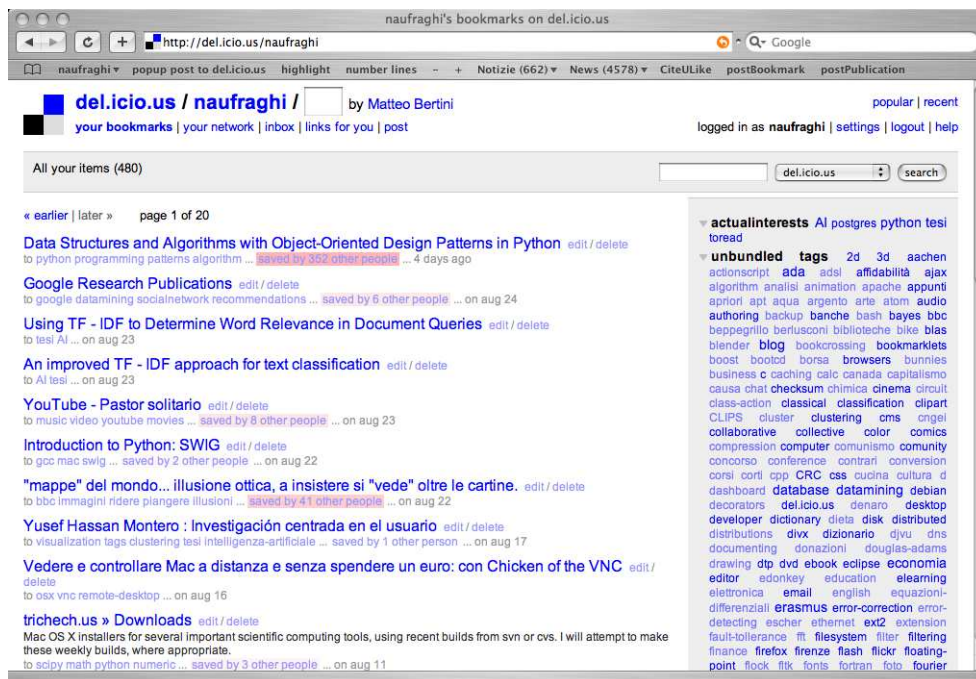 naufraghi's bookmarks on del.icio.us
http://del.icio.us/naufraghi
Google
naufraghi popup post to del.icio.us highlight number lines - + Notizie (662) News (4578) CiteULike postBookmark postPublication
del.icio.us / naufraghi / by Matteo Bertini
popular | recent
your bookmarks | your network | inbox | links for you | post
logged in as naufraghi | settings | logout | help
All your items (480)
del.icio.us
search
« earlier | later » page 1 of 20
Data Structures and Algorithms with Object-Oriented Design Patterns in Python edit / delete
to python programming patterns algorithm ... saved by 352 other people ... 4 days ago
Google Research Publications edit / delete
to google datamining socialnetwork recommendations ... saved by 6 other people ... on aug 24
Using TF - IDF to Determine Word Relevance in Document Queries edit / delete
to tesi AI ... on aug 23
An improved TF - IDF approach for text classification edit / delete
to AI tesi ... on aug 23
YouTube - Pastor solitario edit / delete
to music video youtube movies ... saved by 8 other people ... on aug 23
Introduction to Python: SWIG edit / delete
to gcc mac swig ... saved by 2 other people ... on aug 22
"mappe" del mondo... illusione ottica, a insistere si "vede" oltre le cartine. edit / delete
to bbc immagini ridere piangere illusioni ... saved by 41 other people ... on aug 22
Yusef Hassan Montero : Investigación centrada en el usuario edit / delete
to visualization tags clustering tesi intelligenza-artificiale ... saved by 1 other person ... on aug 17
Vedere e controllare Mac a distanza e senza spendere un euro: con Chicken of the VNC edit /
delete
to osx vnc remote-desktop ... on aug 16
trichech.us » Downloads edit / delete
Mac OS X installers for several important scientific computing tools, using recent builds from svn or cvs. I will attempt to make
these weekly builds, where appropriate.
to scipy math python numeric ... saved by 3 other people ... on aug 11
actualinterests AI postgres python tesi
toread
unbundled tags 2d 3d aachen
actionscript ada adsl affidabilità ajax
algorithm analisi animation apache appunti
apriori apt aqua argento arte atom audio
authoring backup banche bash bayes bbc
beppegrillo berlusconi biblioteche bike blas
blender blog bookcrossing bookmarklets
boost bootcd borsa browsers bunnies
business c caching calc canada capitalismo
causa chat checksum chimica cinema circuit
class-action classical classification clipart
CLIPS cluster clustering cms cngei
collaborative collective color comics
compression computer comunismo comunity
concorso conference contrari conversion
corsi corti cpp CRC css cucina cultura d
dashboard database datamining debian
decorators del.icio.us denaro desktop
developer dictionary dieta disk distributed
distributions divx dizionario djvu dns
documenting donazioni douglas-adams
drawing dtp dvd ebook eclipse economia
editor edonkey education elearning
elettronica email english equazioni-
differenziali erasmus error-correction error-
detecting escher ethernet ext2 extension
fault-tollerance fft filesystem filter filtering
finance firefox firenze flash flickr floating-
point flock fltk fonts fortran foto fourier